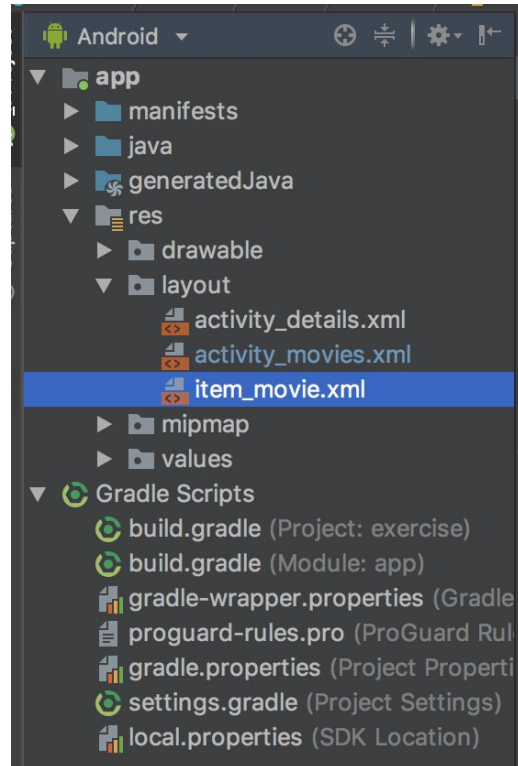 Android
app
manifests
java
generatedJava
res
drawable
layout
activity_details.xml
activity_movies.xml
item_movie.xml
mipmap
values
Gradle Scripts
build.gradle (Project: exercise)
build.gradle (Module: app)
gradle-wrapper.properties (Gradle
proguard-rules.pro (ProGuard Rul
gradle.properties (Project Properti
settings.gradle (Project Settings)
local.properties (SDK Location)